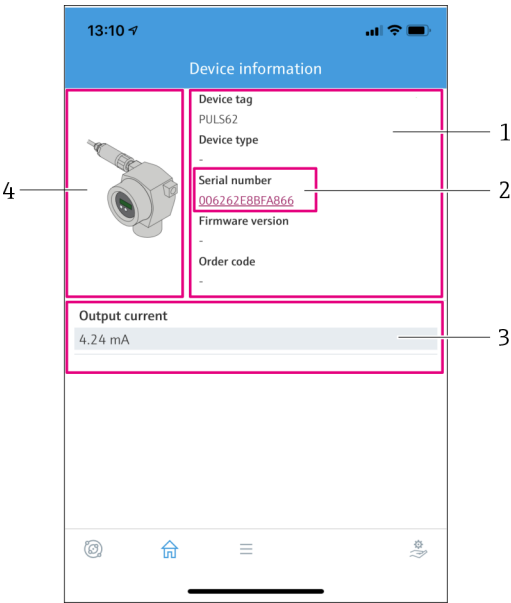 13:10
Device information
Device tag
PULS62
Device type
-
Serial number
006262E8BFA866
Firmware version
-
Order code
-
Output current
4.24 mA
1
2
3
4